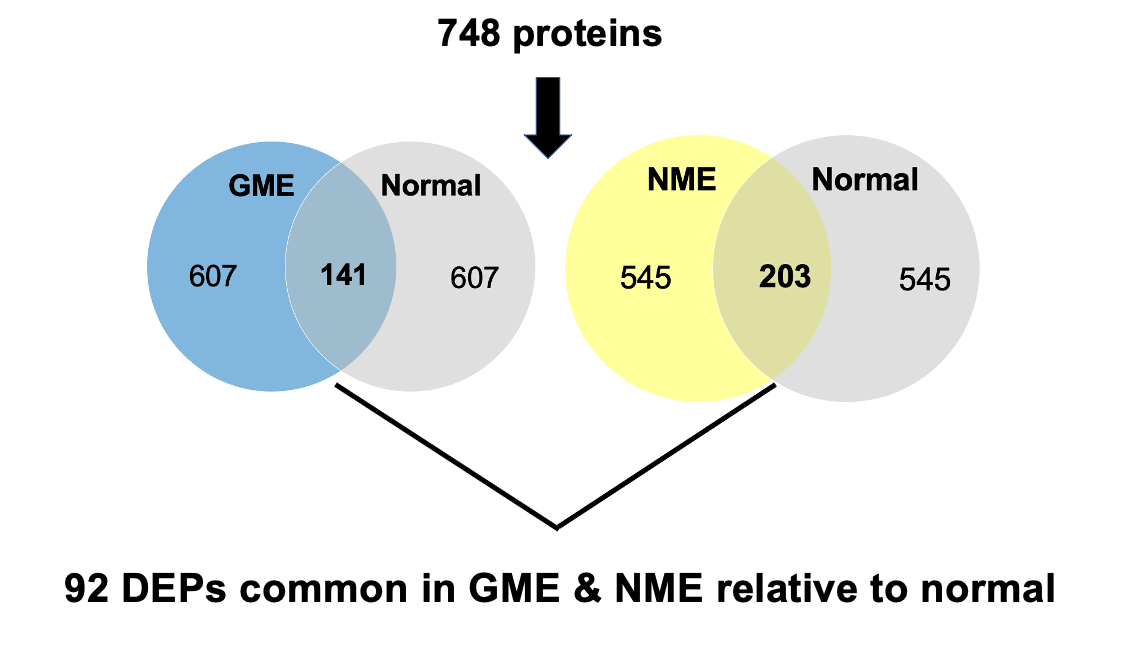 748 proteins
GME
Normal
607
141
607
NME
Normal
545
203
545
92 DEPs common in GME & NME relative to normal